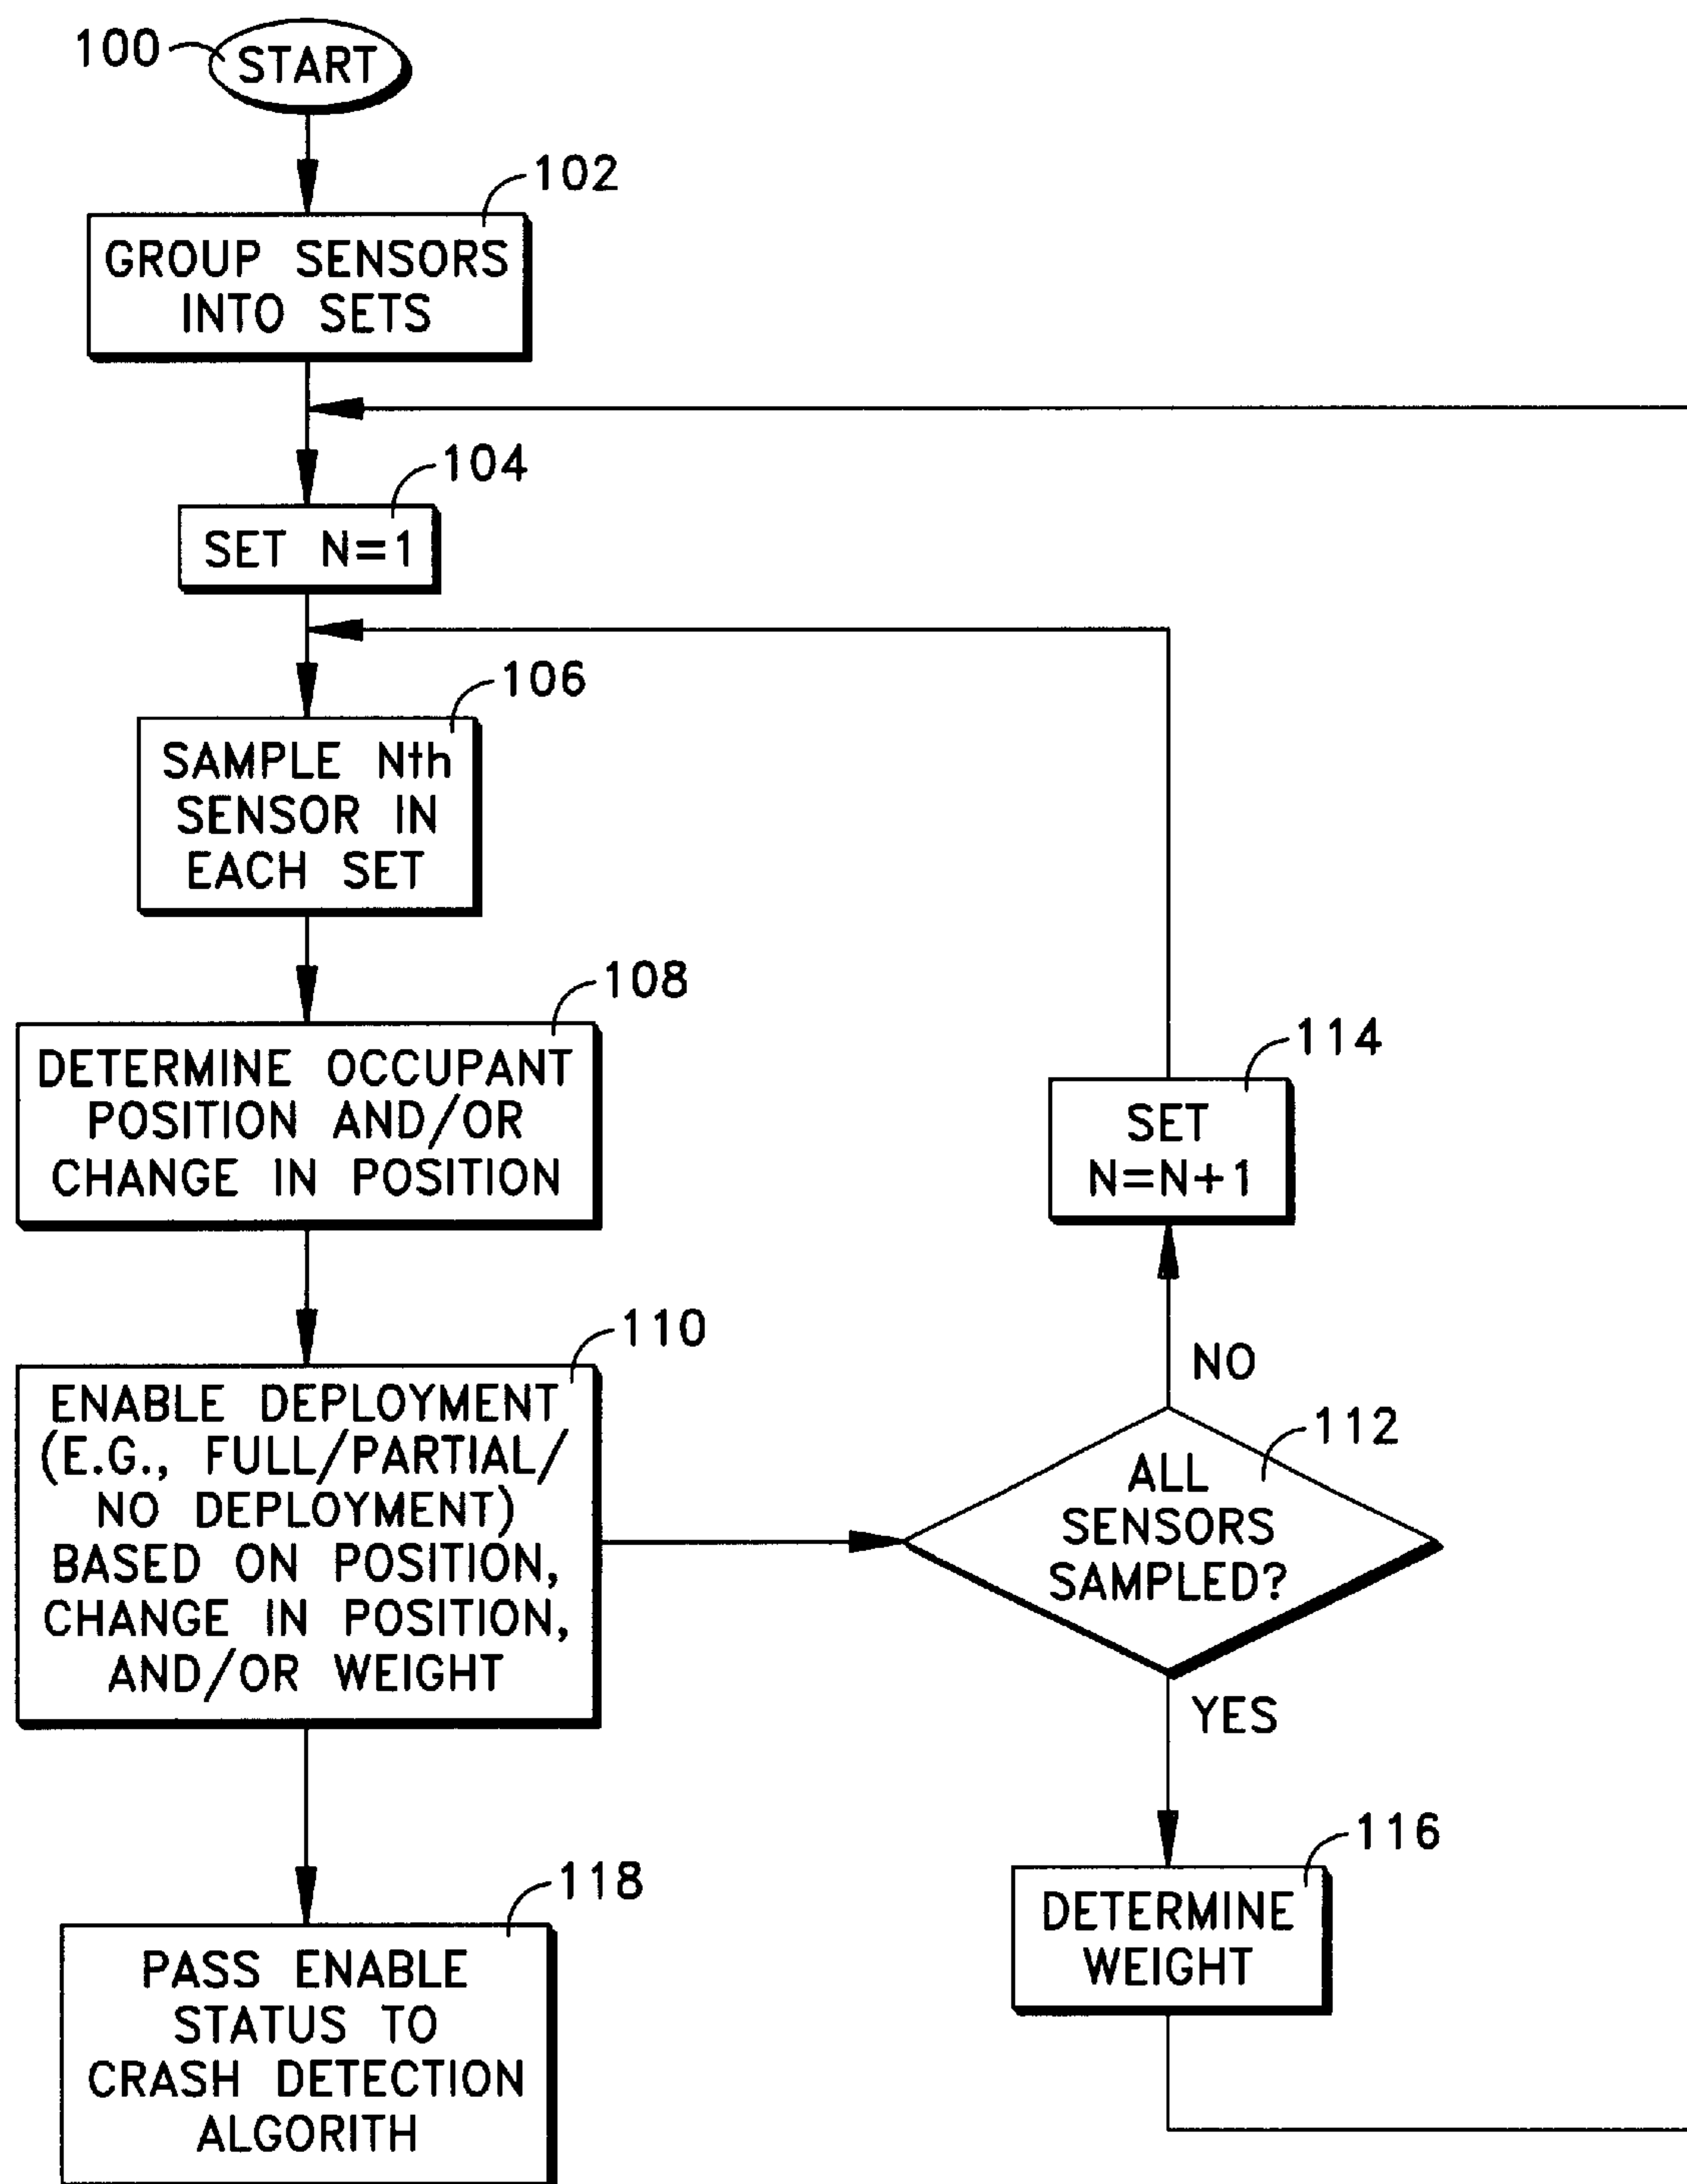 100
START
102
GROUP SENSORS
INTO SETS
104
SET N=1
106
SAMPLE Nth
SENSOR IN
EACH SET
108
DETERMINE OCCUPANT
POSITION AND/OR
CHANGE IN POSITION
110
ENABLE DEPLOYMENT
(E.G., FULL/PARTIAL/
NO DEPLOYMENT)
BASED ON POSITION,
CHANGE IN POSITION,
AND/OR WEIGHT
112
ALL
SENSORS
SAMPLED?
NO
114
SET
N=N+1
YES
116
DETERMINE
WEIGHT
118
PASS ENABLE
STATUS TO
CRASH DETECTION
ALGORITH